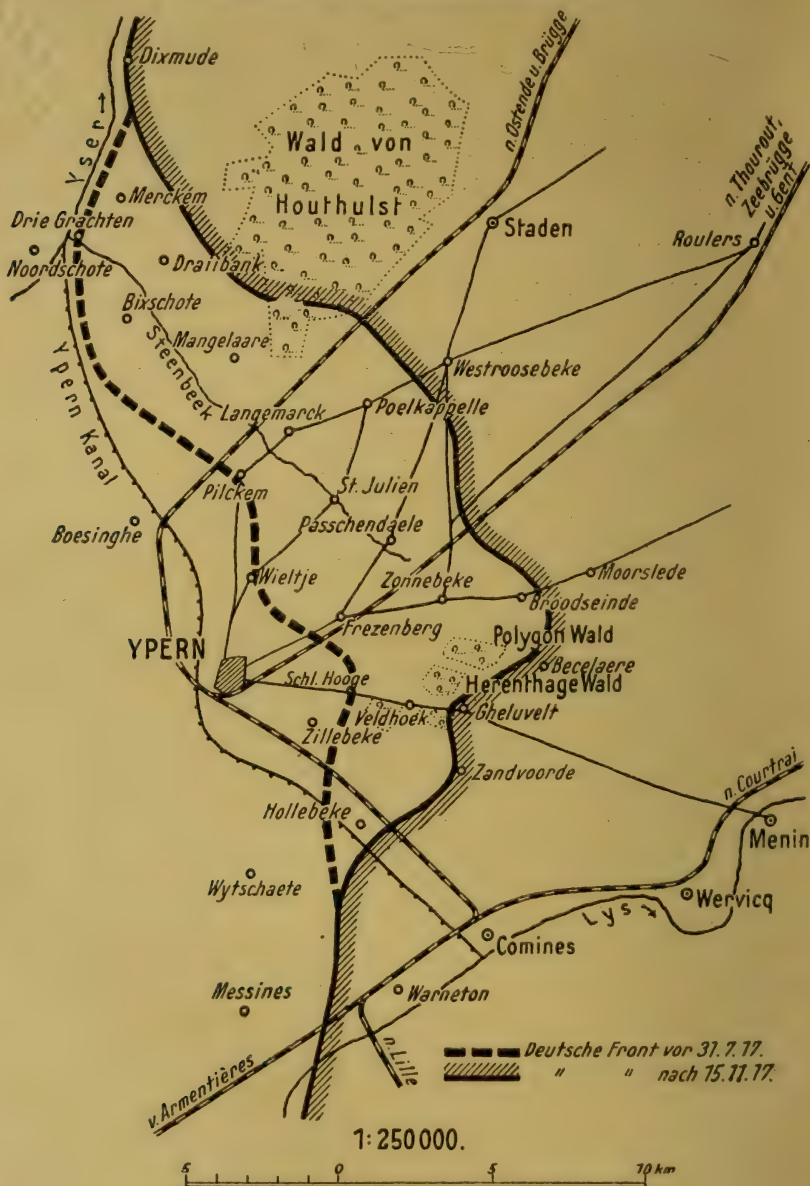 Dixmude
n. Ostende u. Brügge
Yser
Wald von
Houthulst
Merckem
Drie Grachten
Noordschote
Draiibank
Staden
n. Thourout,
Zeebrügge
u. Gent
Roulers
Bixschote
Steenbeek
Mangelaare
Ypern Kanal
Westroosebeke
Langemarck
Poelkappelle
Pilckem
St. Julien
Boesinghe
Passchendaele
Wieltje
Zonnebeke
Moorslede
Broodseinde
Frezenberg
YPERN
Polygon Wald
Becelaere
Schl. Hooge
Herenthage Wald
Veldhoek
Gheluvelt
Zillebeke
Zandvoorde
n. Courtrai
Hollebeke
Menin
Wytschaete
Wervicq
Lys
Comines
Messines
Warneton
n. Lille
v. Armentières
Deutsche Front vor 31.7.17.
" " nach 15.11.17.
1:250000.
5 0 5 10 km